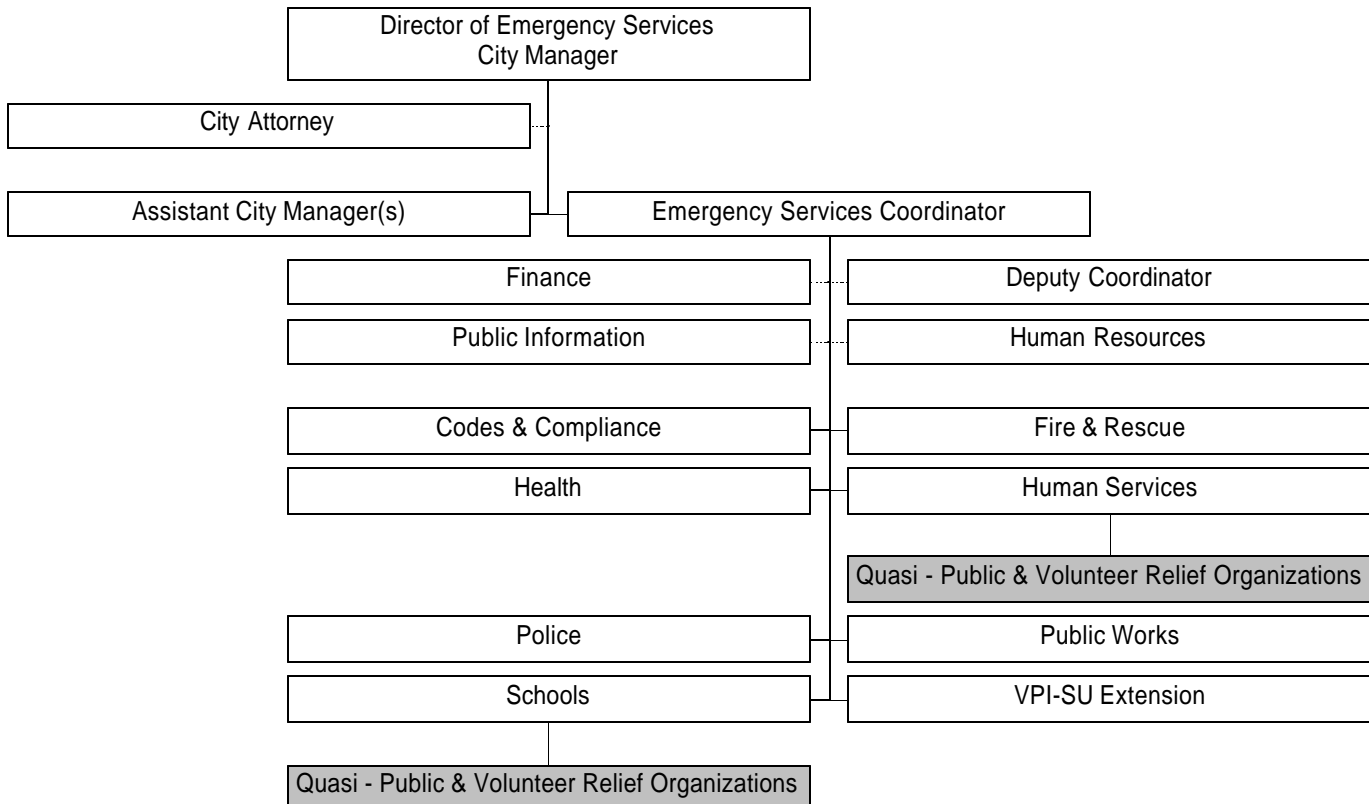 Director of Emergency Services
City Manager
City Attorney
Assistant City Manager(s)
Emergency Services Coordinator
Finance
Deputy Coordinator
Public Information
Human Resources
Codes & Compliance
Fire & Rescue
Health
Human Services
Quasi - Public & Volunteer Relief Organizations
Police
Public Works
Schools
VPI-SU Extension
Quasi - Public & Volunteer Relief Organizations